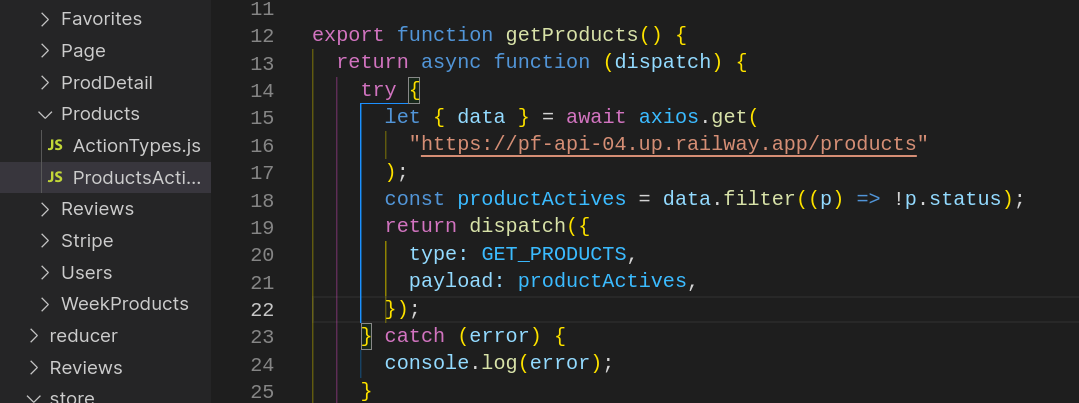 Favorites
Page
ProdDetail
Products
JS ActionTypes.js
JS ProductsActi...
Reviews
Stripe
Users
WeekProducts
reducer
Reviews
store
11
12 export function getProducts() {
13 return async function (dispatch) {
14 try {
15 let { data } = await axios.get(
16 "https://pf-api-04.up.railway.app/products"
17 );
18 const productActives = data.filter((p) => !p.status);
19 return dispatch({
20 type: GET_PRODUCTS,
21 payload: productActives,
22 });
23 } catch (error) {
24 console.log(error);
25 }